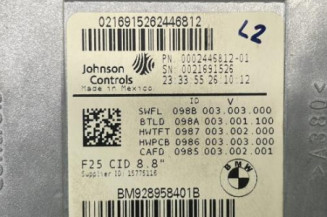 0216915262446812
L2
Johnson
Controls
Made in Mexico
PN 0002446812-01
SN 0021691526
23 33 55 26 10 12
ID V
SWFL 098B 003.003.000
BTLD 098A 003.001.100
HWTFT 0987 003.002.000
HWPCB 0986 003.000.000
CAFD 0985 003.002.001
F25 CID 8.8"
Supplier ID: 15775116
BMW
BM928958401B